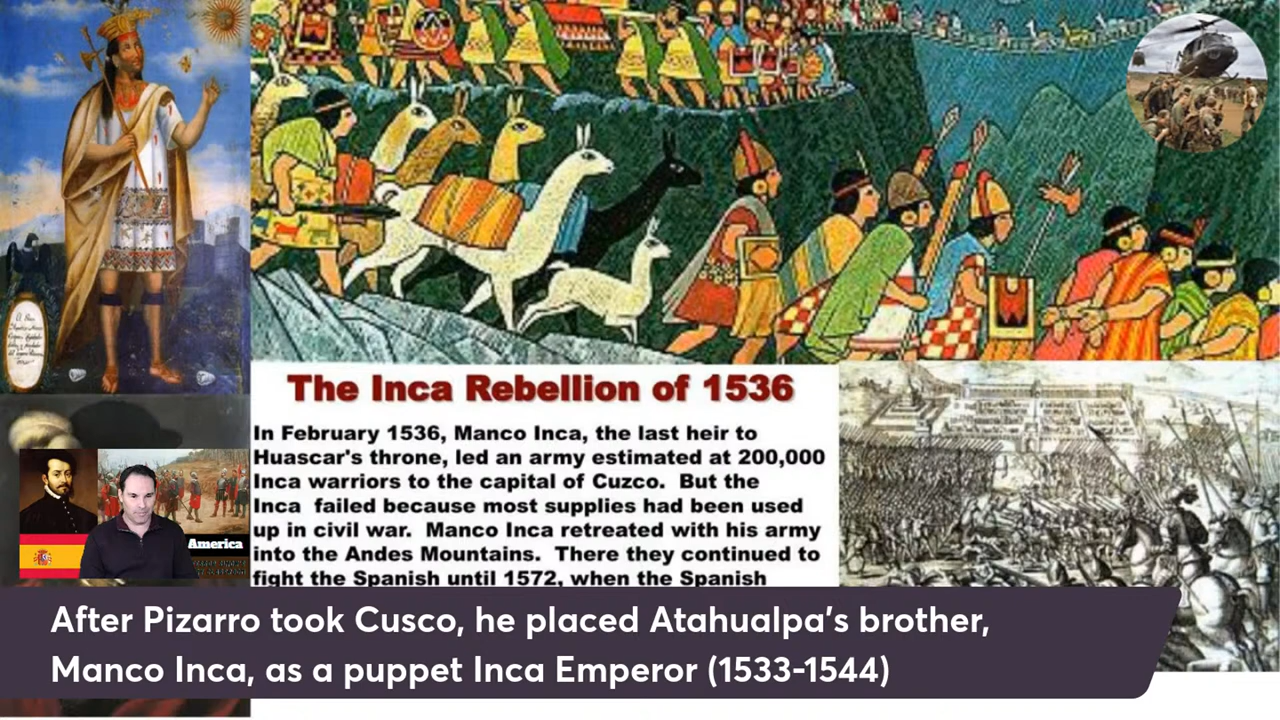 The Inca Rebellion of 1536
In February 1536, Manco Inca, the last heir to
Huascar's throne, led an army estimated at 200,000
Inca warriors to the capital of Cuzco. But the
Inca failed because most supplies had been used
up in civil war. Manco Inca retreated with his army
into the Andes Mountains. There they continued to
fight the Spanish until 1572, when the Spanish
America
After Pizarro took Cusco, he placed Atahualpa’s brother,
Manco Inca, as a puppet Inca Emperor (1533-1544)